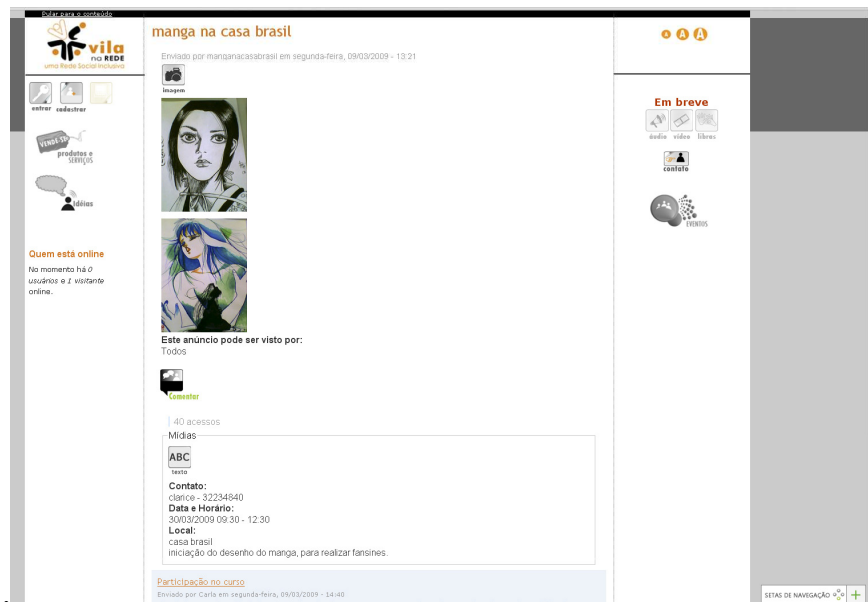 Pular para o conteúdo
vila
na REDE
uma Rede Social Inclusiva
entrar cadastrar
VENDE-SE
produtos e
SERVIÇOS
Idéias
Quem está online
No momento há 0
usuários e 1 visitante
online.
manga na casa brasil
Enviado por manganacasabrasil em segunda-feira, 09/03/2009 - 13:21
imagem
Este anúncio pode ser visto por:
Todos
Comentar
40 acessos
Mídias
ABC
texto
Contato:
clarice - 32234840
Data e Horário:
30/03/2009 09:30 - 12:30
Local:
casa brasil
iniciação do desenho do manga, para realizar fansines.
Participação no curso
Enviado por Carla em segunda-feira, 09/03/2009 - 14:40
A A A
Em breve
áudio vídeo libras
contato
EVENTOS
SETAS DE NAVEGAÇÃO